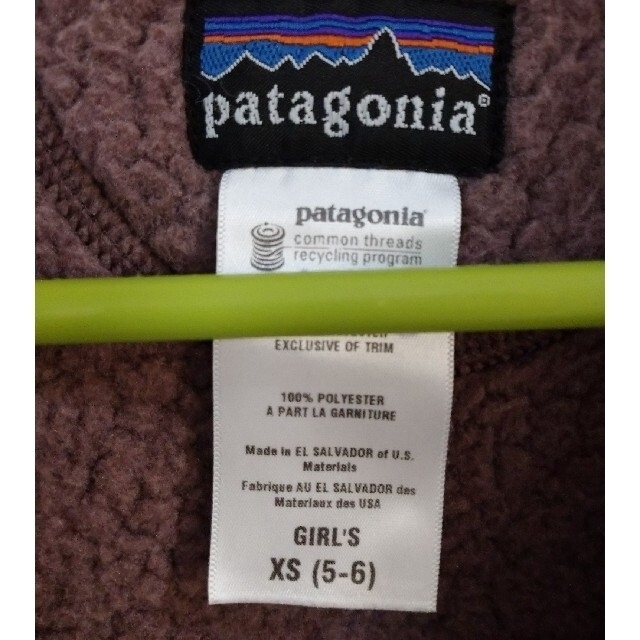 patagonia®
patagonia®
common threads
recycling program
EXCLUSIVE OF TRIM
100% POLYESTER
A PART LA GARNITURE
Made in EL SALVADOR of U.S.
Materials
Fabrique AU EL SALVADOR des
Materiaux des USA
GIRL'S
XS (5-6)